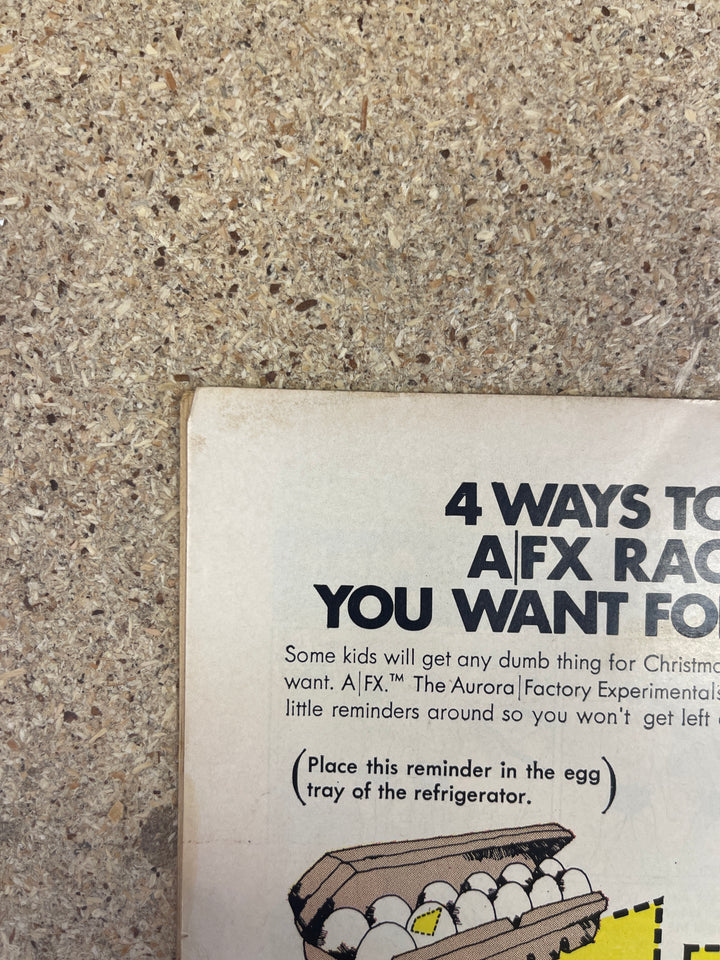 4 WAYS TO
A|FX RAC
YOU WANT FOR
Some kids will get any dumb thing for Christma
want. A|FX.™ The Aurora|Factory Experimentals
little reminders around so you won't get left
(Place this reminder in the egg
tray of the refrigerator.)